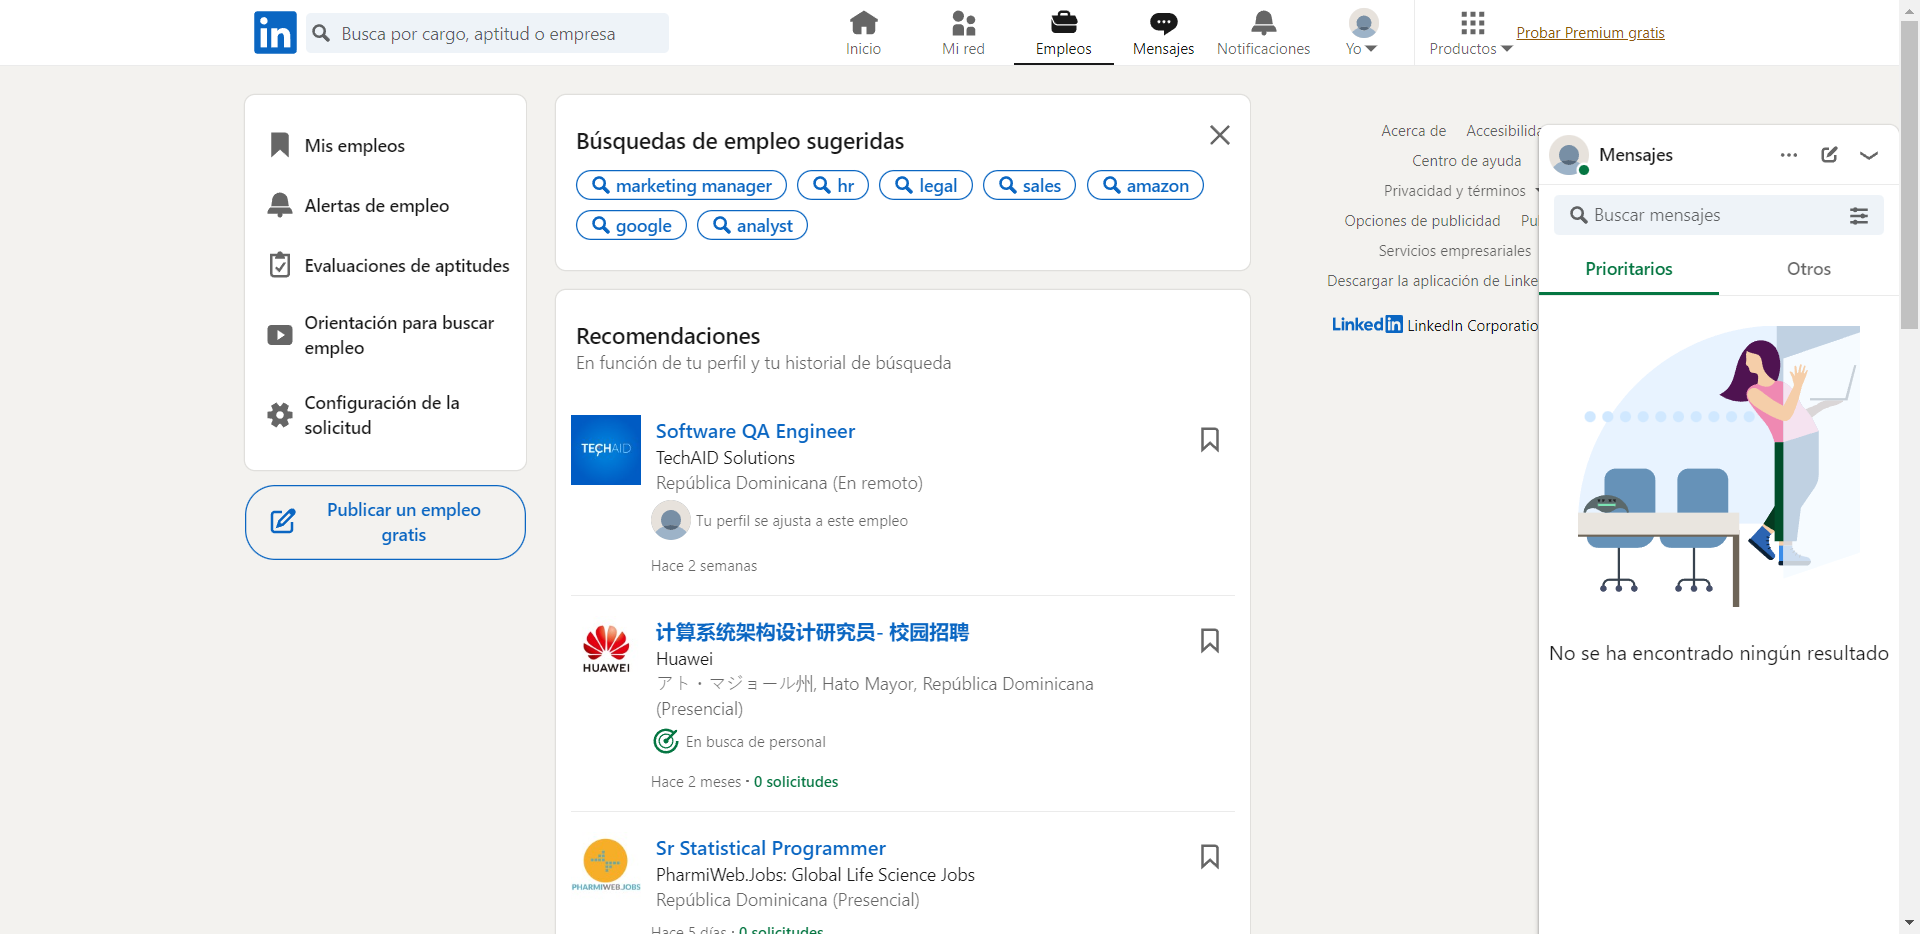 in
Busca por cargo, aptitud o empresa
Inicio
Mi red
Empleos
Mensajes
Notificaciones
Yo
Productos
Probar Premium gratis
Mis empleos
Alertas de empleo
Evaluaciones de aptitudes
Orientación para buscar
empleo
Configuración de la
solicitud
Publicar un empleo
gratis
Búsquedas de empleo sugeridas
marketing manager
hr
legal
sales
amazon
google
analyst
Recomendaciones
En función de tu perfil y tu historial de búsqueda
TECHAID
Software QA Engineer
TechAID Solutions
República Dominicana (En remoto)
Tu perfil se ajusta a este empleo
Hace 2 semanas
HUAWEI
计算系统架构设计研究员- 校园招聘
Huawei
アト・マジョール州, Hato Mayor, República Dominicana
(Presencial)
En busca de personal
Hace 2 meses · 0 solicitudes
PHARMIWEB.JOBS
Sr Statistical Programmer
PharmiWeb.Jobs: Global Life Science Jobs
República Dominicana (Presencial)
Hace 5 días · 0 solicitudes
Acerca de
Accesibilida
Centro de ayuda
Privacidad y términos
Opciones de publicidad
Pu
Servicios empresariales
Descargar la aplicación de Linke
LinkedIn LinkedIn Corporatio
Mensajes
Buscar mensajes
Prioritarios
Otros
No se ha encontrado ningún resultado